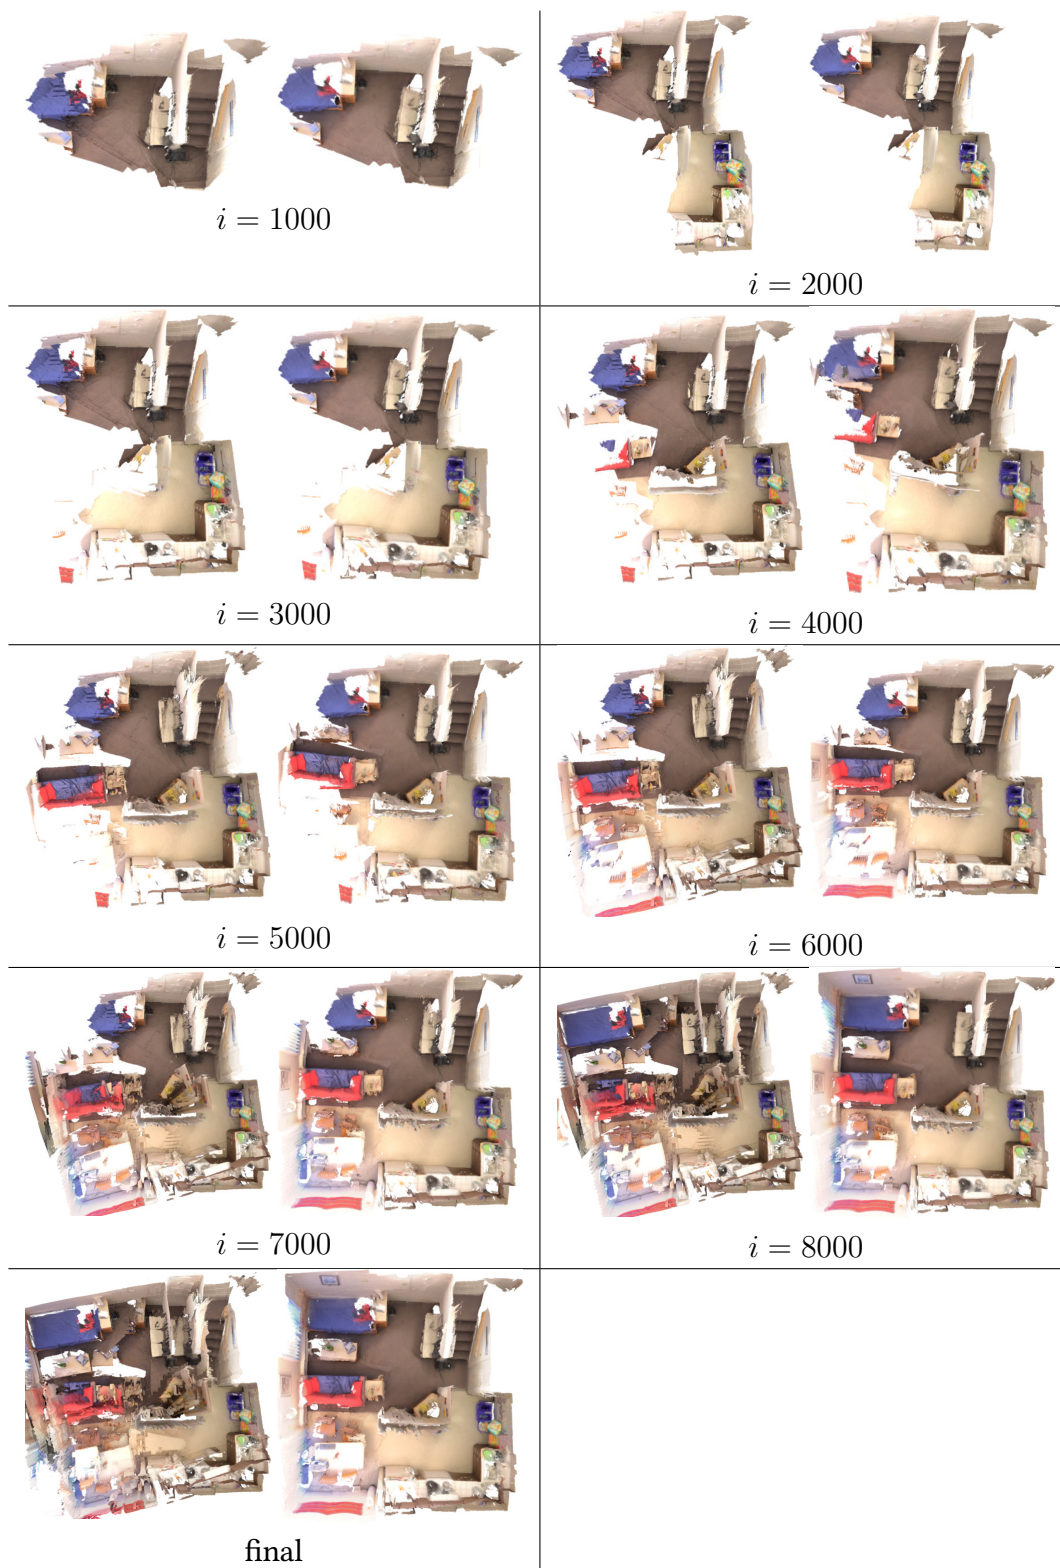 i = 1000
i = 2000
i = 3000
i = 4000
i = 5000
i = 6000
i = 7000
i = 8000
final